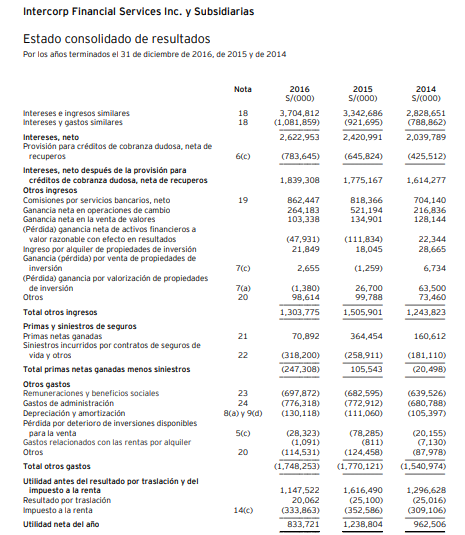 Intercorp Financial Services Inc. y Subsidiarias
Estado consolidado de resultados
Por los años terminados el 31 de diciembre de 2016, de 2015 y de 2014
Nota 2016 2015 2014
S/(000) S/(000) S/(000)
Intereses e ingresos similares 18 3,704,812 3,342,686 2,828,651
Intereses y gastos similares 18 (1,081,859) (921,695) (788,862)
Intereses, neto 2,622,953 2,420,991 2,039,789
Provisión para créditos de cobranza dudosa, neta de
recuperos 6(c) (783,645) (645,824) (425,512)
Intereses, neto después de la provisión para
créditos de cobranza dudosa, neta de recuperos 1,839,308 1,775,167 1,614,277
Otros ingresos
Comisiones por servicios bancarios, neto 19 862,447 818,366 704,140
Ganancia neta en operaciones de cambio 264,183 521,194 216,836
Ganancia neta en la venta de valores 103,338 134,901 128,144
(Pérdida) ganancia neta de activos financieros a
valor razonable con efecto en resultados (47,931) (111,834) 22,344
Ingreso por alquiler de propiedades de inversión 21,849 18,045 28,665
Ganancia (pérdida) por venta de propiedades de
inversión 7(c) 2,655 (1,259) 6,734
(Pérdida) ganancia por valorización de propiedades
de inversión 7(a) (1,380) 26,700 63,500
Otros 20 98,614 99,788 73,460
Total otros ingresos 1,303,775 1,505,901 1,243,823
Primas y siniestros de seguros
Primas netas ganadas 21 70,892 364,454 160,612
Siniestros incurridos por contratos de seguros de
vida y otros 22 (318,200) (258,911) (181,110)
Total primas netas ganadas menos siniestros (247,308) 105,543 (20,498)
Otros gastos
Remuneraciones y beneficios sociales 23 (697,872) (682,595) (639,526)
Gastos de administración 24 (776,318) (772,912) (680,788)
Depreciación y amortización 8(a) y 9(d) (130,118) (111,060) (105,397)
Pérdida por deterioro de inversiones disponibles
para la venta 5(c) (28,323) (78,285) (20,155)
Gastos relacionados con las rentas por alquiler (1,091) (811) (7,130)
Otros 20 (114,531) (124,458) (87,978)
Total otros gastos (1,748,253) (1,770,121) (1,540,974)
Utilidad antes del resultado por traslación y del
impuesto a la renta 1,147,522 1,616,490 1,296,628
Resultado por traslación 20,062 (25,100) (25,016)
Impuesto a la renta 14(c) (333,863) (352,586) (309,106)
Utilidad neta del año 833,721 1,238,804 962,506